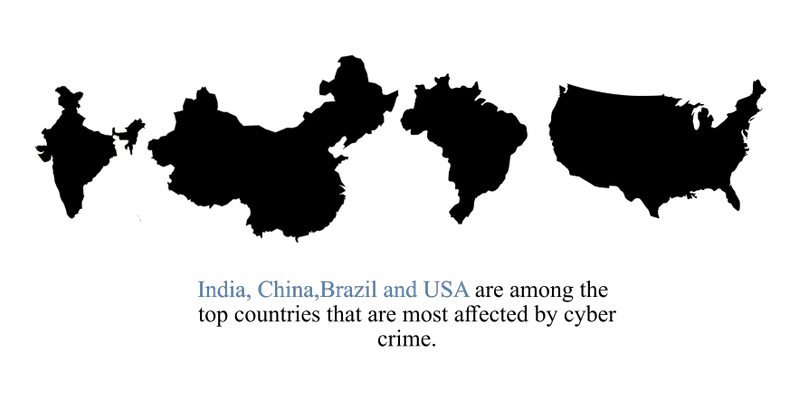 India, China,Brazil and USA are among the
top countries that are most affected by cyber
crime.